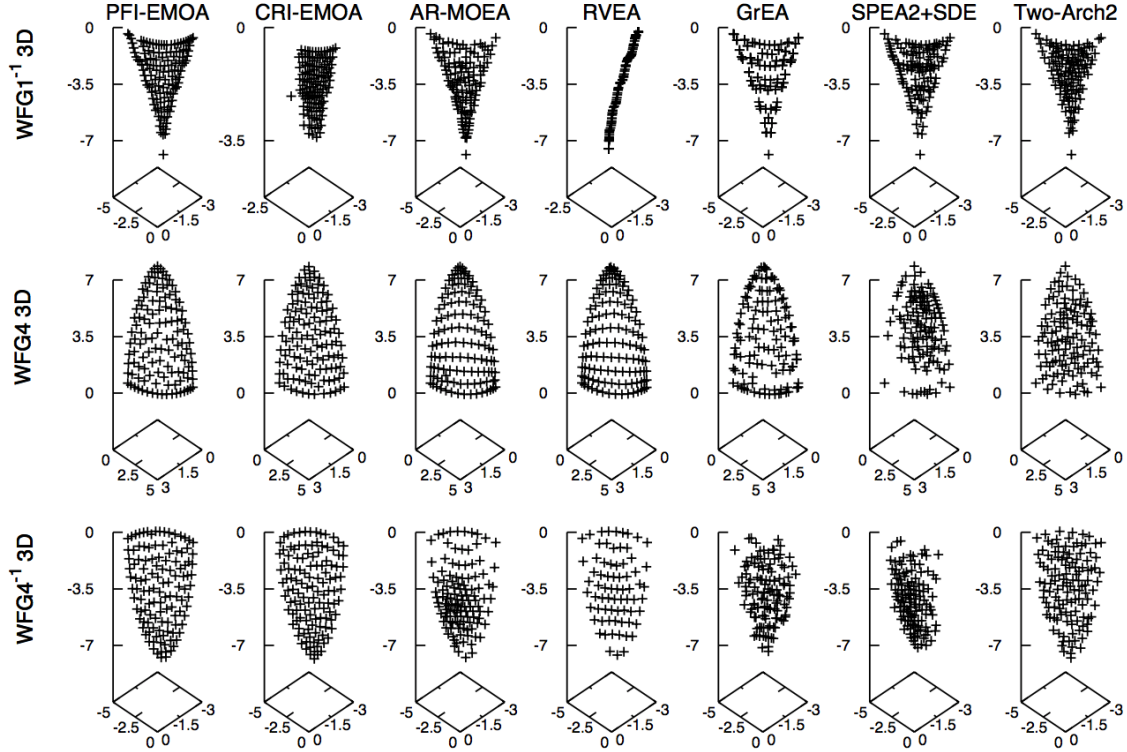 PFI-EMOA CRI-EMOA AR-MOEA RVEA GrEA SPEA2+SDE Two-Arch2
WFG1⁻¹ 3D
0 0 0 0 0 0 0
-3.5 -3.5 -3.5 -3.5 -3.5 -3.5
-7 -3.5 -7 -7 -7 -7 -7
-5 -3 -2.5 -3 -5 -3 -5 -3 -5 -3 -5 -3 -5 -3
-2.5 -1.5 -1.5 -2.5 -1.5 -2.5 -1.5 -2.5 -1.5 -2.5 -1.5 -2.5 -1.5
0 0 0 0 0 0 0 0 0 0 0 0 0 0
WFG4 3D
7 7 7 7 7 7 7
3.5 3.5 3.5 3.5 3.5 3.5 3.5
0 0 0 0 0 0 0
0 0 0 0 0 0 0 0 0 0 0 0 0 0
2.5 1.5 2.5 1.5 2.5 1.5 2.5 1.5 2.5 1.5 2.5 1.5 2.5 1.5
5 3 5 3 5 3 5 3 5 3 5 3 5 3
WFG4⁻¹ 3D
0 0 0 0 0 0 0
-3.5 -3.5 -3.5 -3.5 -3.5 -3.5 -3.5
-7 -7 -7 -7 -7 -7 -7
-5 -3 -5 -3 -5 -3 -5 -3 -5 -3 -5 -3 -5 -3
-2.5 -1.5 -2.5 -1.5 -2.5 -1.5 -2.5 -1.5 -2.5 -1.5 -2.5 -1.5 -2.5 -1.5
0 0 0 0 0 0 0 0 0 0 0 0 0 0